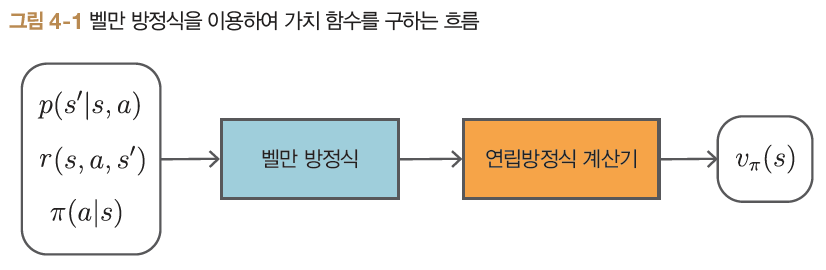 그림 4-1 벨만 방정식을 이용하여 가치 함수를 구하는 흐름
p(s′|s, a)
r(s, a, s′)
π(a|s)
벨만 방정식
연립방정식 계산기
vπ(s)